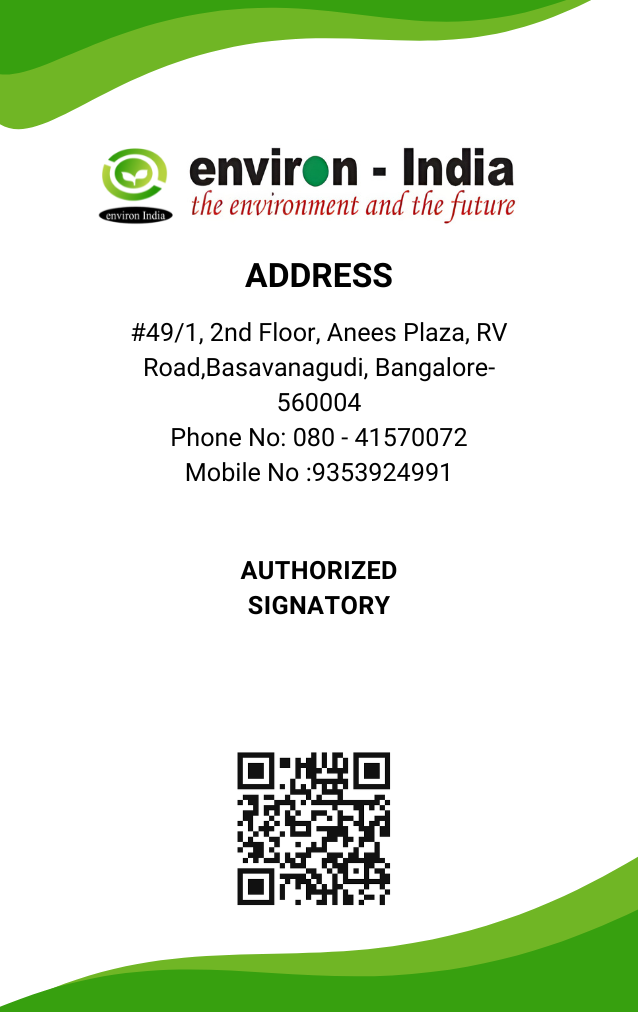 environ - India
the environment and the future
environ India
ADDRESS
#49/1, 2nd Floor, Anees Plaza, RV
Road,Basavanagudi, Bangalore-
560004
Phone No: 080 - 41570072
Mobile No :9353924991
AUTHORIZED
SIGNATORY